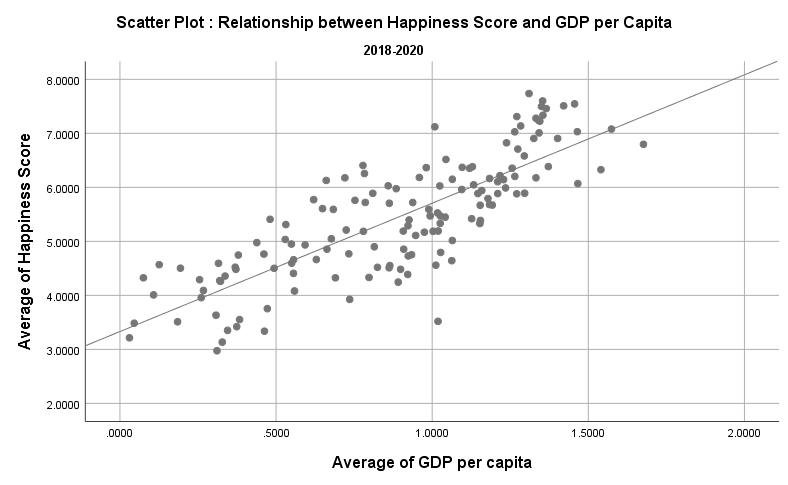 Scatter Plot : Relationship between Happiness Score and GDP per Capita
2018-2020
Average of Happiness Score
8.0000
7.0000
6.0000
5.0000
4.0000
3.0000
2.0000
.0000 .5000 1.0000 1.5000 2.0000
Average of GDP per capita